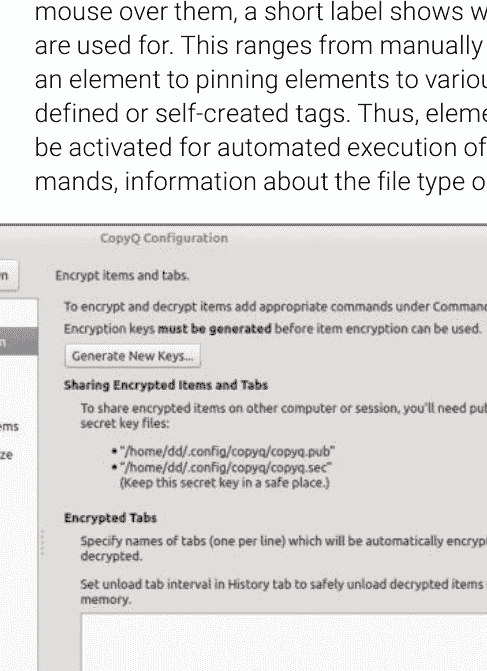 mouse over them, a short label shows w
are used for. This ranges from manually
an element to pinning elements to variou
defined or self-created tags. Thus, eleme
be activated for automated execution of
mands, information about the file type o
CopyQ Configuration
n
Encrypt items and tabs.
To encrypt and decrypt items add appropriate commands under Command
Encryption keys must be generated before item encryption can be used.
n
Generate New Keys...
Sharing Encrypted Items and Tabs
To share encrypted items on other computer or session, you'll need pub
secret key files:
ems
• "/home/dd/.config/copyq/copyq.pub"
ze
• "/home/dd/.config/copyq/copyq.sec"
(Keep this secret key in a safe place.)
Encrypted Tabs
Specify names of tabs (one per line) which will be automatically encryp
decrypted.
Set unload tab interval in History tab to safely unload decrypted items
memory.